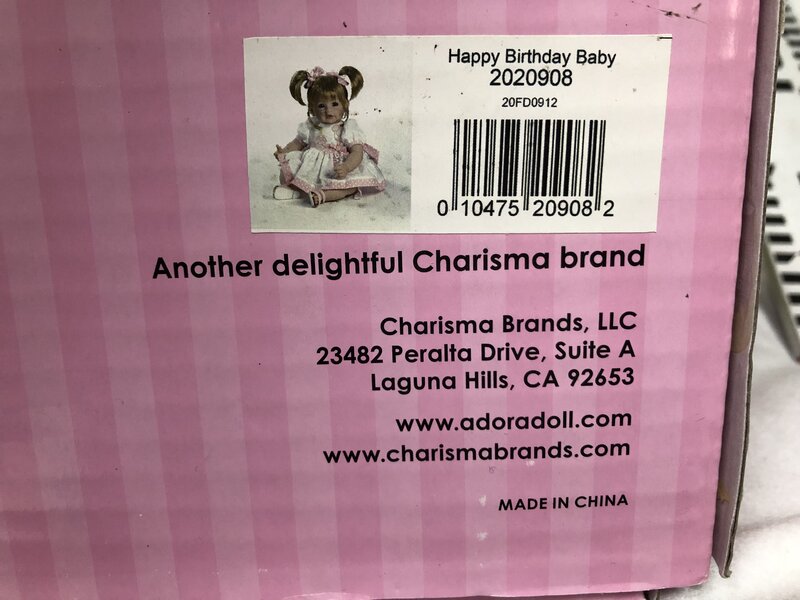 Happy Birthday Baby
2020908
20FD0912
0 10475 20908 2
Another delightful Charisma brand
Charisma Brands, LLC
23482 Peralta Drive, Suite A
Laguna Hills, CA 92653
www.adoradoll.com
www.charismabrands.com
MADE IN CHINA